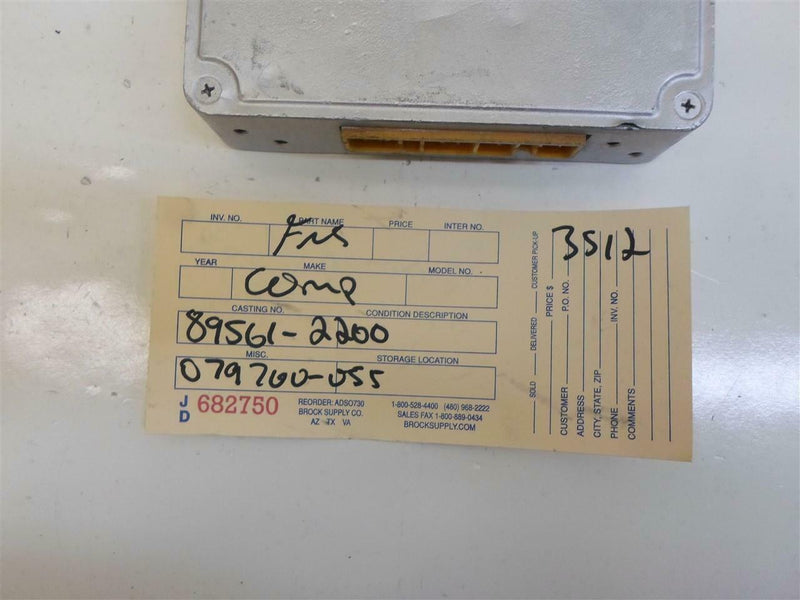 INV. NO. PART NAME PRICE INTER NO.
Eng
YEAR MAKE MODEL NO.
Comp
CASTING NO. CONDITION DESCRIPTION
89561-2200
MISC. STORAGE LOCATION
079700-055
JD 682750
REORDER: ADSO730
BROCK SUPPLY CO.
AZ TX VA
1-800-528-4400 (480) 968-2222
SALES FAX 1-800-889-0434
BROCKSUPPLY.COM
SOLD DELIVERED CUSTOMER PICK-UP
PRICE $
CUSTOMER P.O. NO.
ADDRESS
CITY, STATE, ZIP
PHONE INV. NO.
COMMENTS
3512